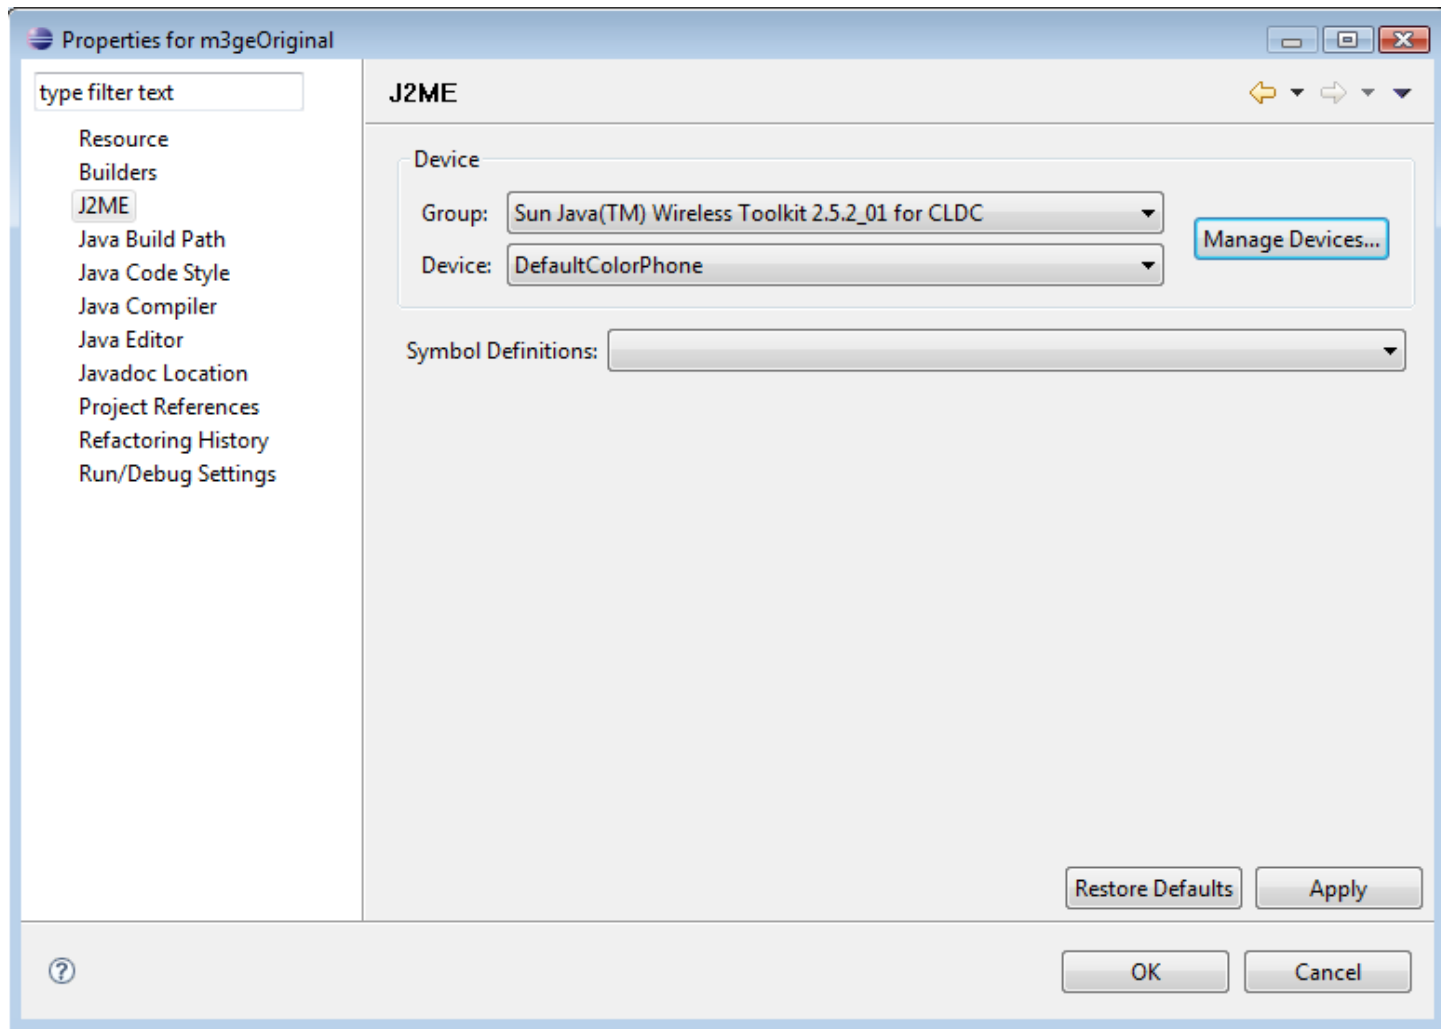 Properties for m3geOriginal
type filter text
Resource
Builders
J2ME
Java Build Path
Java Code Style
Java Compiler
Java Editor
Javadoc Location
Project References
Refactoring History
Run/Debug Settings
J2ME
Device
Group: Sun Java(TM) Wireless Toolkit 2.5.2_01 for CLDC
Device: DefaultColorPhone
Manage Devices...
Symbol Definitions:
Restore Defaults Apply
OK Cancel